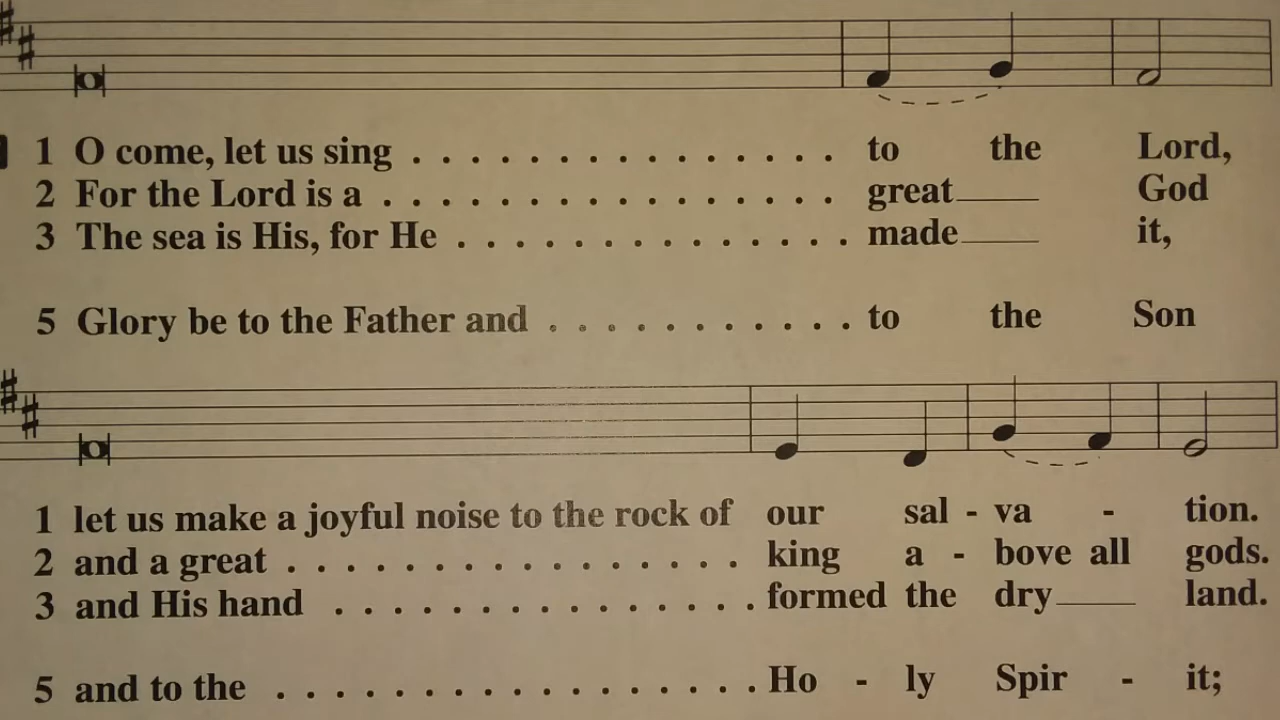 1 O come, let us sing . . . . . . . . . . . . . . . to the Lord,
2 For the Lord is a . . . . . . . . . . . . . . . . great____ God
3 The sea is His, for He . . . . . . . . . . . . . . made____ it,
5 Glory be to the Father and . . . . . . . . . . . to the Son
1 let us make a joyful noise to the rock of our sal - va - tion.
2 and a great . . . . . . . . . . . . . . . . king a - bove all gods.
3 and His hand . . . . . . . . . . . . . . . formed the dry____ land.
5 and to the . . . . . . . . . . . . . . . . . Ho - ly Spir - it;